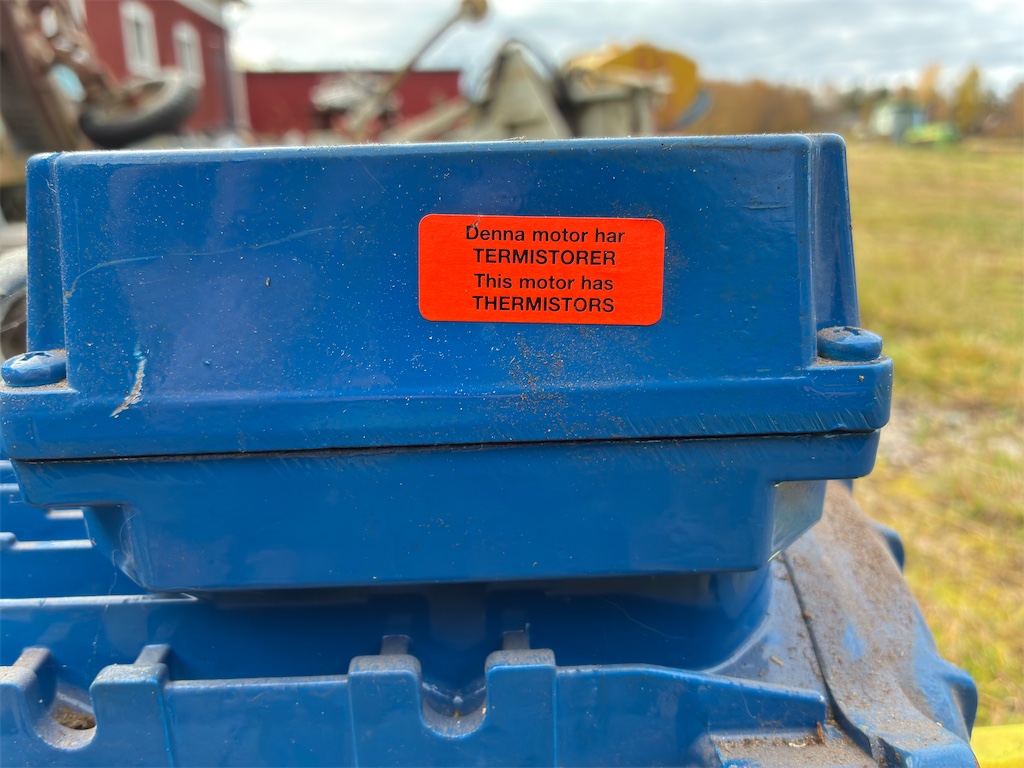 Denna motor har
TERMISTORER
This motor has
THERMISTORS